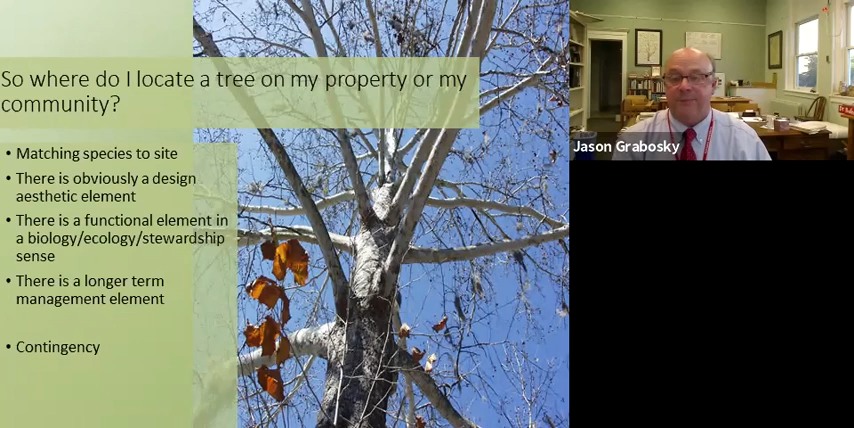 So where do I locate a tree on my property or my
community?
• Matching species to site
• There is obviously a design
aesthetic element
• There is a functional element in
a biology/ecology/stewardship
sense
• There is a longer term
management element
• Contingency
Jason Grabosky